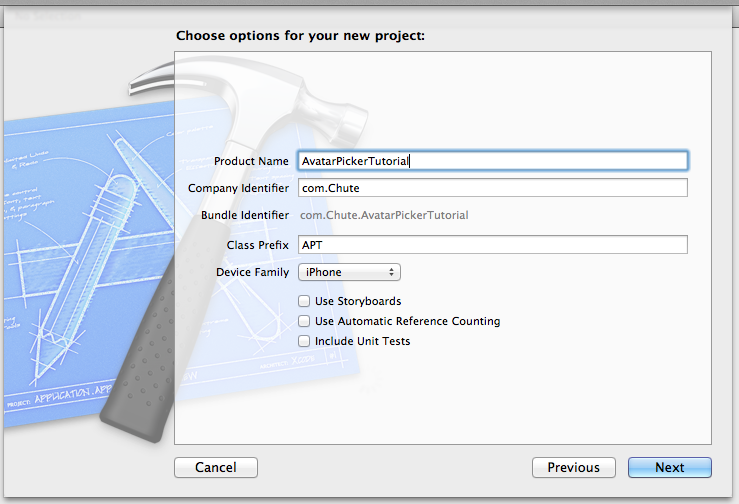 Choose options for your new project:
Product Name AvatarPickerTutorial
Company Identifier com.Chute
Bundle Identifier com.Chute.AvatarPickerTutorial
Class Prefix APT
Device Family iPhone
Use Storyboards
Use Automatic Reference Counting
Include Unit Tests
PROJECT: APPLICATION.APP
Cancel Previous Next